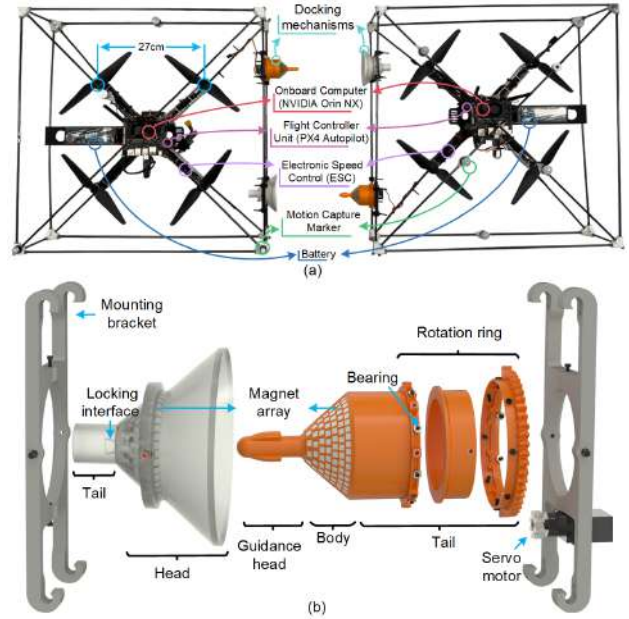 Docking
mechanisms
27cm
Onboard Computer
(NVIDIA Orin NX)
Flight Controller
Unit (PX4 Autopilot)
Electronic Speed
Control (ESC)
Motion Capture
Marker
Battery
(a)
Mounting
bracket
Rotation ring
Locking
interface
Magnet
array
Bearing
Tail
Head
Guidance
head
Body
Tail
Servo
motor
(b)